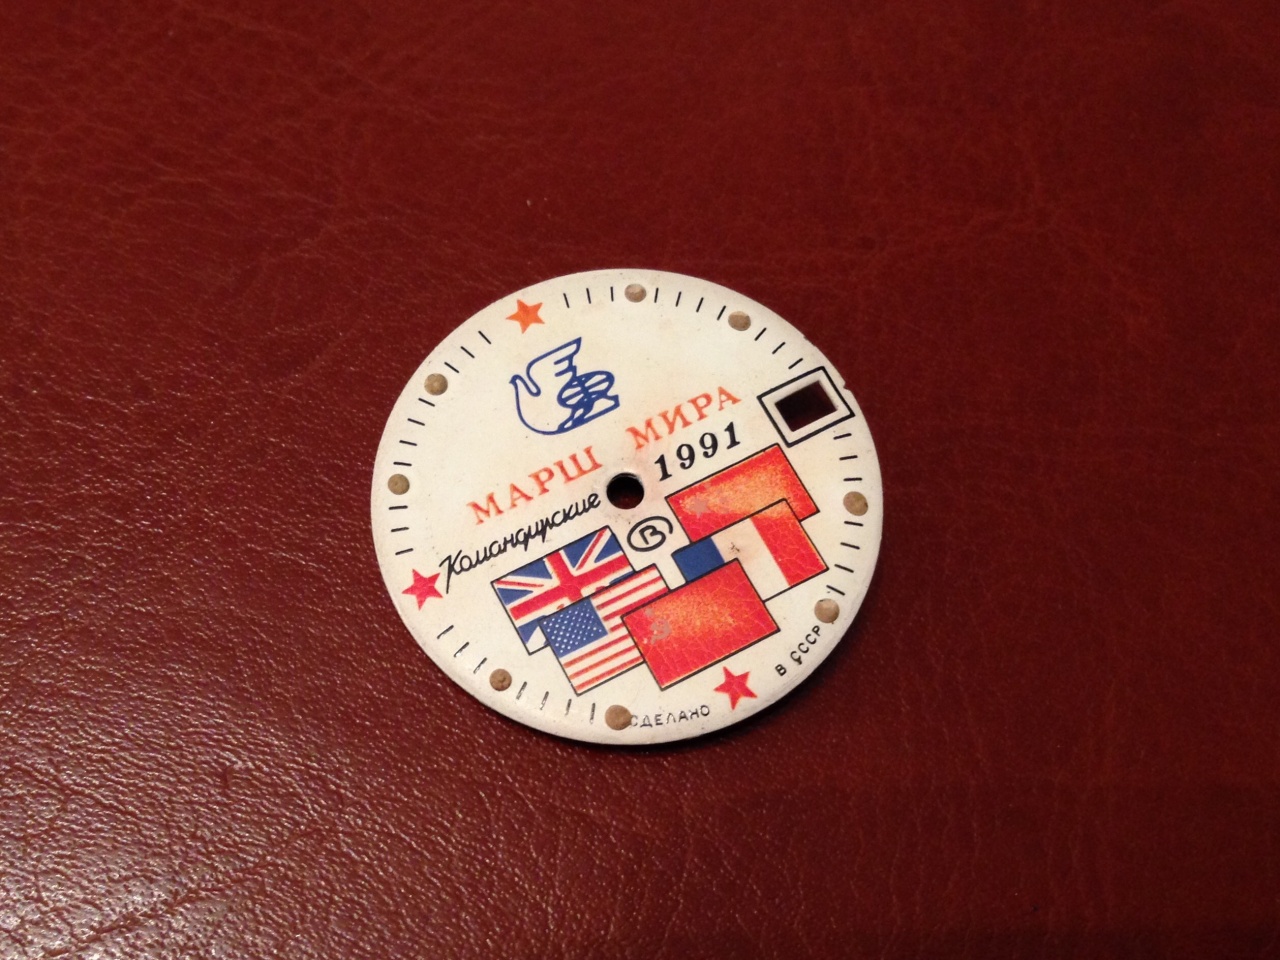 МАРШ МИРА
1991
Командирские
В
СДЕЛАНО В СССР